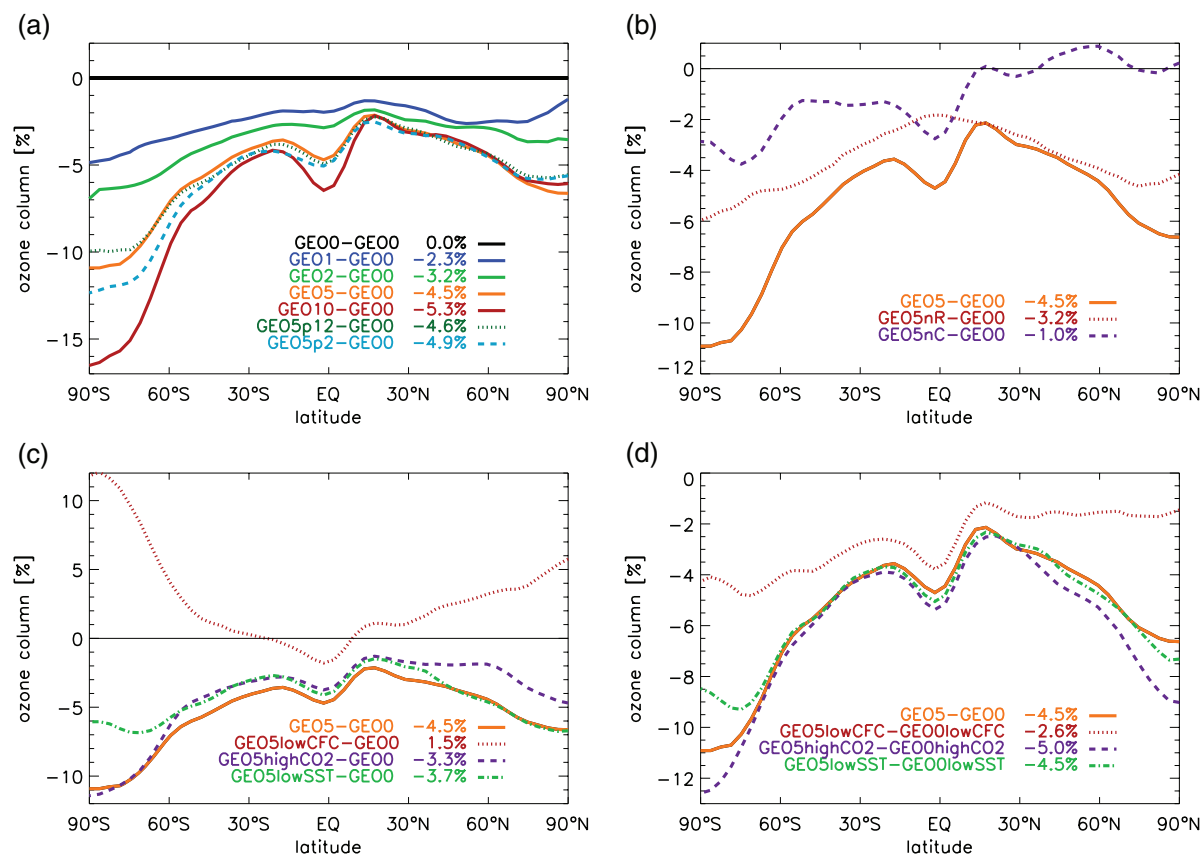 (a)
ozone column [%]
0
−5
−10
−15
GEO0−GEO0 0.0%
GEO1−GEO0 −2.3%
GEO2−GEO0 −3.2%
GEO5−GEO0 −4.5%
GEO10−GEO0 −5.3%
GEO5p12−GEO0 −4.6%
GEO5p2−GEO0 −4.9%
90°S 60°S 30°S EQ 30°N 60°N 90°N
latitude
(b)
ozone column [%]
0
−2
−4
−6
−8
−10
−12
GEO5−GEO0 −4.5%
GEO5nR−GEO0 −3.2%
GEO5nC−GEO0 −1.0%
90°S 60°S 30°S EQ 30°N 60°N 90°N
latitude
(c)
ozone column [%]
10
5
0
−5
−10
GEO5−GEO0 −4.5%
GEO5lowCFC−GEO0 1.5%
GEO5highCO2−GEO0 −3.3%
GEO5lowSST−GEO0 −3.7%
90°S 60°S 30°S EQ 30°N 60°N 90°N
latitude
(d)
ozone column [%]
0
−2
−4
−6
−8
−10
−12
GEO5−GEO0 −4.5%
GEO5lowCFC−GEO0lowCFC −2.6%
GEO5highCO2−GEO0highCO2 −5.0%
GEO5lowSST−GEO0lowSST −4.5%
90°S 60°S 30°S EQ 30°N 60°N 90°N
latitude